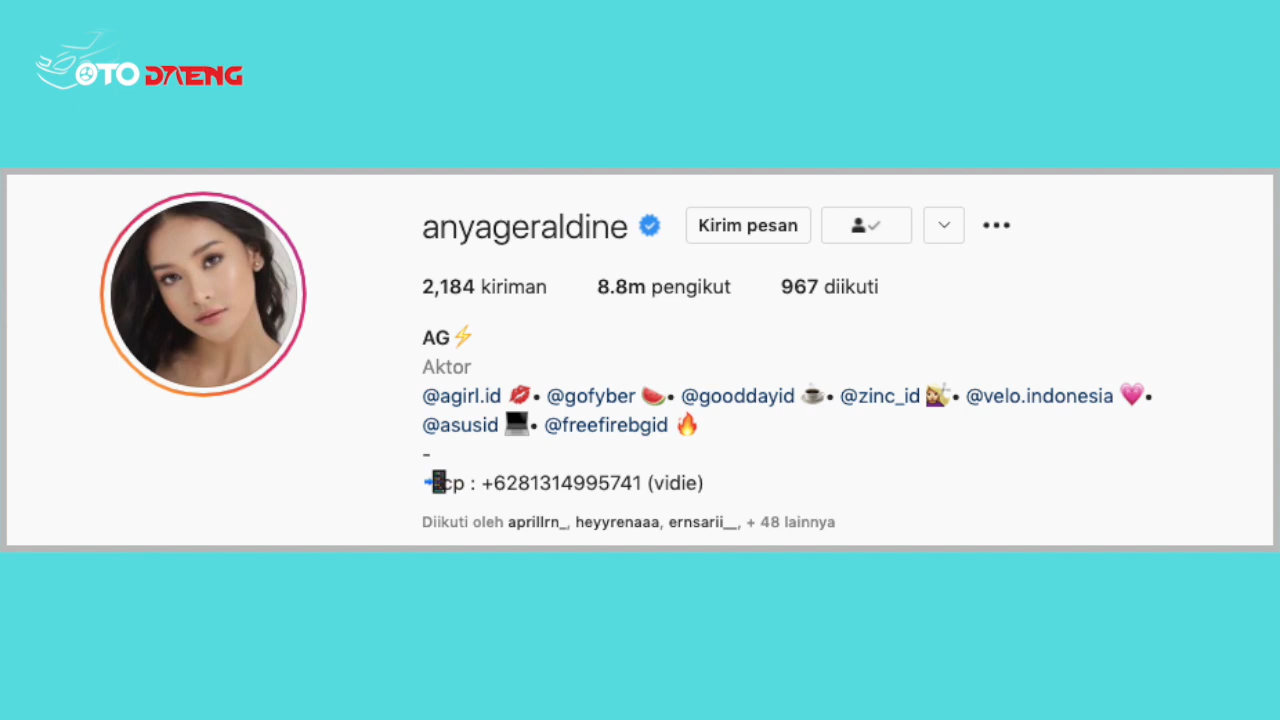 OTO DAENG
anyageraldine Kirim pesan
2,184 kiriman 8.8m pengikut 967 diikuti
AG⚡
Aktor
@agirl.id 💋• @gofyber 🍉• @gooddayid ☕• @zinc_id 💇• @velo.indonesia 💗•
@asusid 💻• @freefirebgid 🔥
-
📲cp : +6281314995741 (vidie)
Diikuti oleh aprillrn_, heyyrenaaa, ernsarii__, + 48 lainnya